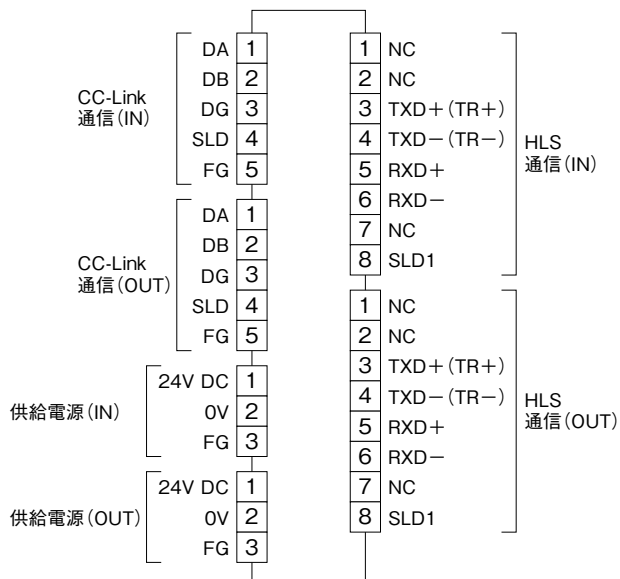 CC-Link
通信(IN)
DA 1
DB 2
DG 3
SLD 4
FG 5
CC-Link
通信(OUT)
DA 1
DB 2
DG 3
SLD 4
FG 5
供給電源(IN)
24V DC 1
0V 2
FG 3
供給電源(OUT)
24V DC 1
0V 2
FG 3
1 NC
2 NC
3 TXD+(TR+)
4 TXD-(TR-)
5 RXD+
6 RXD-
7 NC
8 SLD1
HLS
通信(IN)
1 NC
2 NC
3 TXD+(TR+)
4 TXD-(TR-)
5 RXD+
6 RXD-
7 NC
8 SLD1
HLS
通信(OUT)